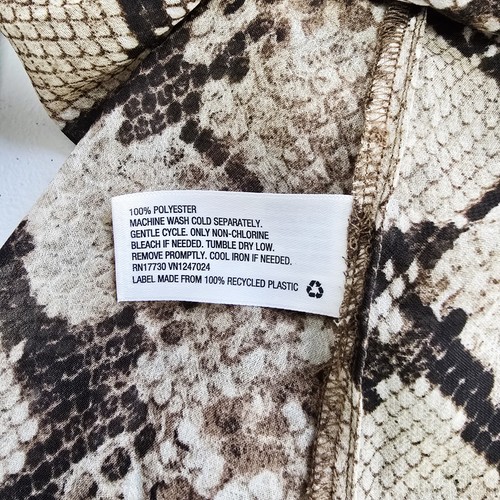 100% POLYESTER
MACHINE WASH COLD SEPARATELY.
GENTLE CYCLE. ONLY NON-CHLORINE
BLEACH IF NEEDED. TUMBLE DRY LOW.
REMOVE PROMPTLY. COOL IRON IF NEEDED.
RN17730 VN1247024
LABEL MADE FROM 100% RECYCLED PLASTIC